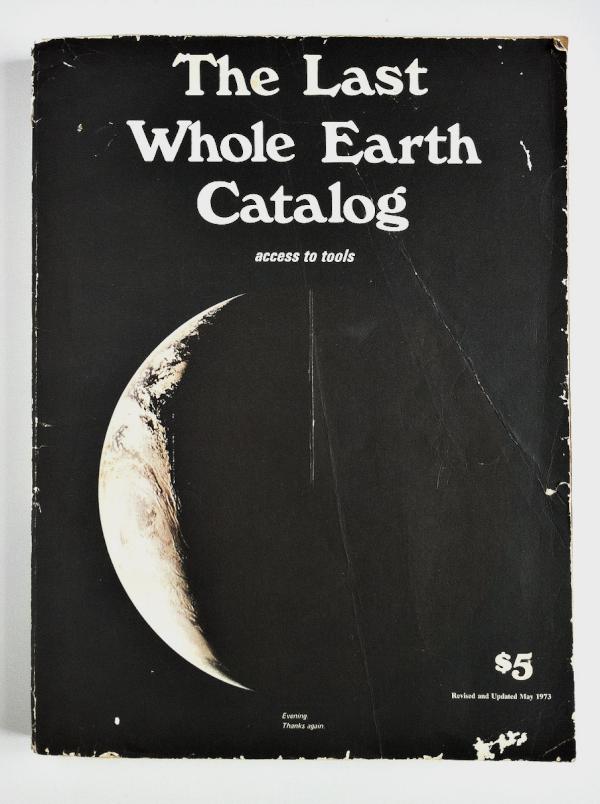 The Last
Whole Earth
Catalog
access to tools
$5
Revised and Updated May 1973
Evening.
Thanks again.